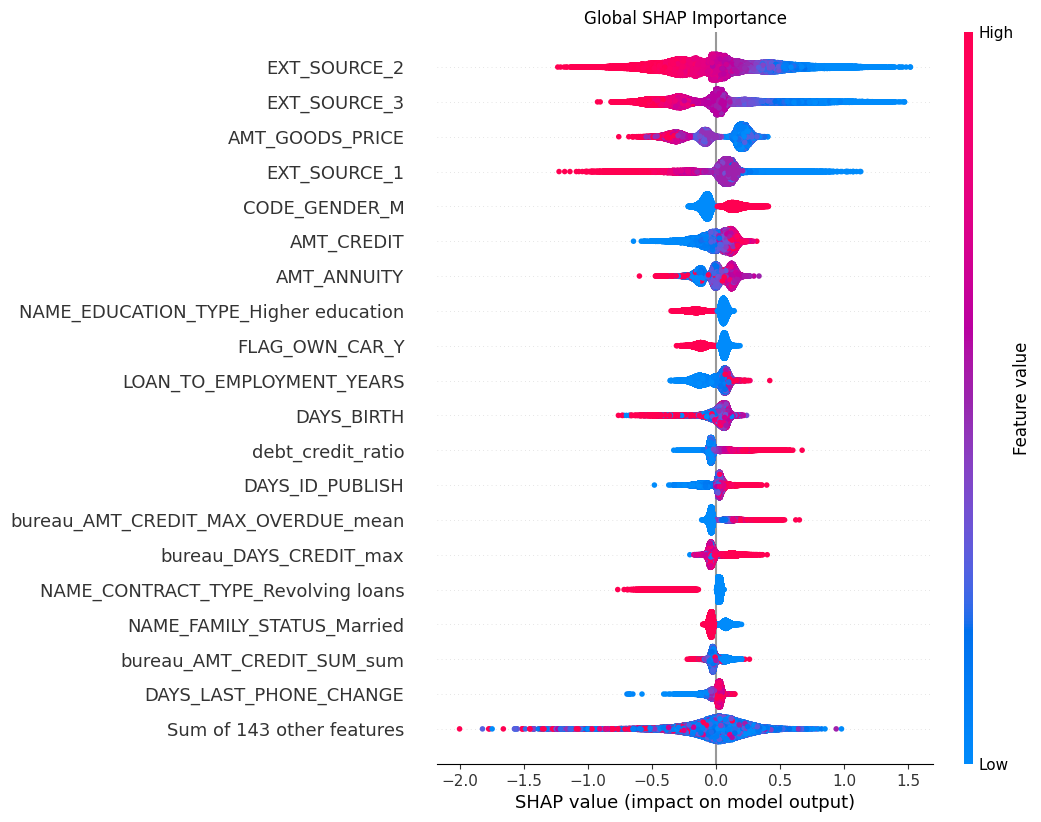 Global SHAP Importance
High
EXT_SOURCE_2
EXT_SOURCE_3
AMT_GOODS_PRICE
EXT_SOURCE_1
CODE_GENDER_M
AMT_CREDIT
AMT_ANNUITY
NAME_EDUCATION_TYPE_Higher education
FLAG_OWN_CAR_Y
LOAN_TO_EMPLOYMENT_YEARS
DAYS_BIRTH
debt_credit_ratio
DAYS_ID_PUBLISH
bureau_AMT_CREDIT_MAX_OVERDUE_mean
bureau_DAYS_CREDIT_max
NAME_CONTRACT_TYPE_Revolving loans
NAME_FAMILY_STATUS_Married
bureau_AMT_CREDIT_SUM_sum
DAYS_LAST_PHONE_CHANGE
Sum of 143 other features
Feature value
Low
−2.0 −1.5 −1.0 −0.5 0.0 0.5 1.0 1.5
SHAP value (impact on model output)